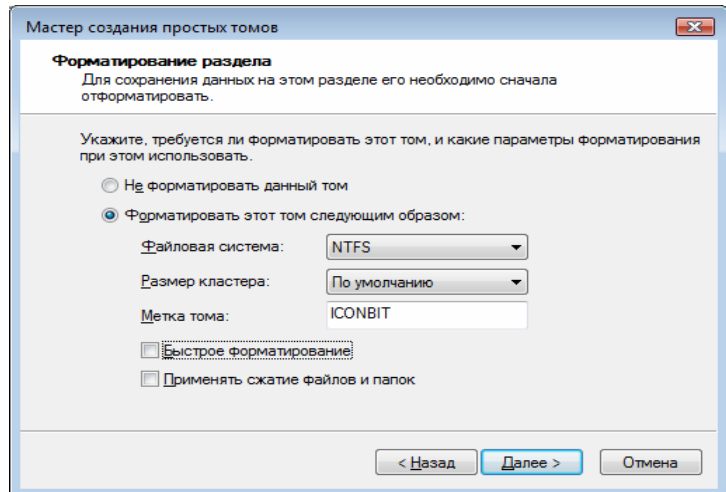 Мастер создания простых томов
Форматирование раздела
Для сохранения данных на этом разделе его необходимо сначала
отформатировать.
Укажите, требуется ли форматировать этот том, и какие параметры форматирования
при этом использовать.
Не форматировать данный том
Форматировать этот том следующим образом:
Файловая система: NTFS
Размер кластера: По умолчанию
Метка тома: ICONBIT
Быстрое форматирование
Применять сжатие файлов и папок
< Назад Далее > Отмена